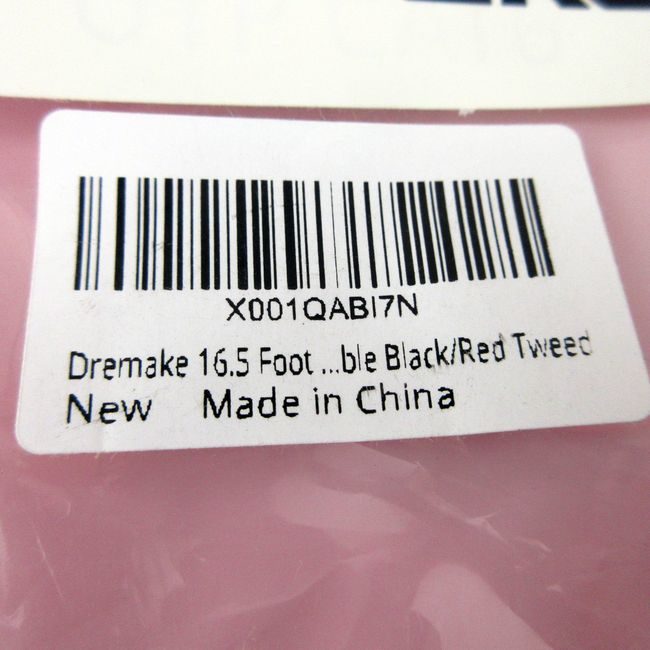 X001QABI7N
Dremake 16.5 Foot ...ble Black/Red Tweed
New Made in China